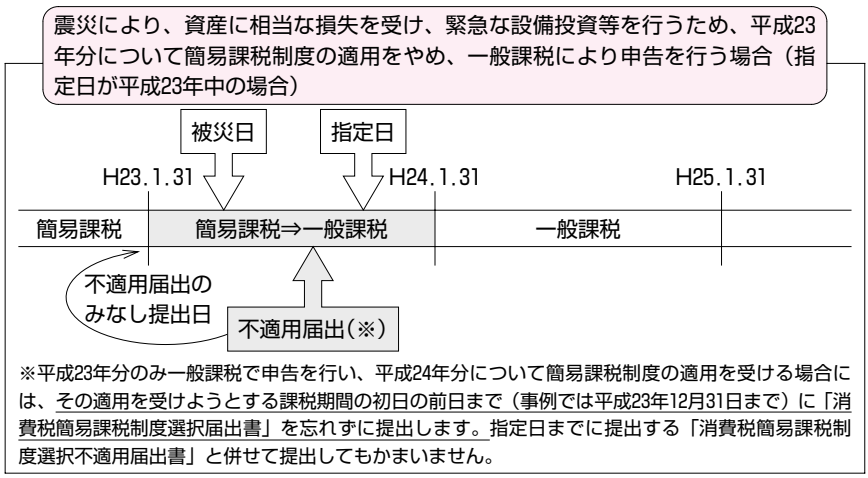 震災により、資産に相当な損失を受け、緊急な設備投資等を行うため、平成23
年分について簡易課税制度の適用をやめ、一般課税により申告を行う場合（指
定日が平成23年中の場合）
被災日
指定日
H23.1.31
H24.1.31
H25.1.31
簡易課税
簡易課税⇒一般課税
一般課税
不適用届出の
みなし提出日
不適用届出(※)
※平成23年分のみ一般課税で申告を行い、平成24年分について簡易課税制度の適用を受ける場合に
は、その適用を受けようとする課税期間の初日の前日まで（事例では平成23年12月31日まで）に「消
費税簡易課税制度選択届出書」を忘れずに提出します。指定日までに提出する「消費税簡易課税制
度選択不適用届出書」と併せて提出してもかまいません。